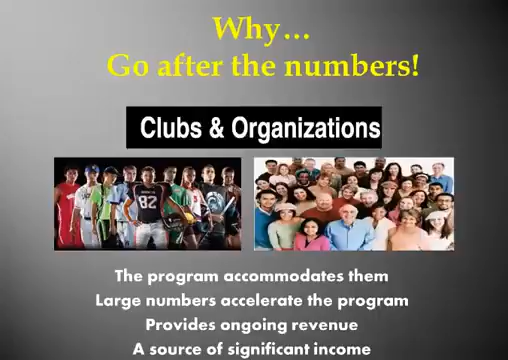 Why...
Go after the numbers!
Clubs & Organizations
82
The program accommodates them
Large numbers accelerate the program
Provides ongoing revenue
A source of significant income